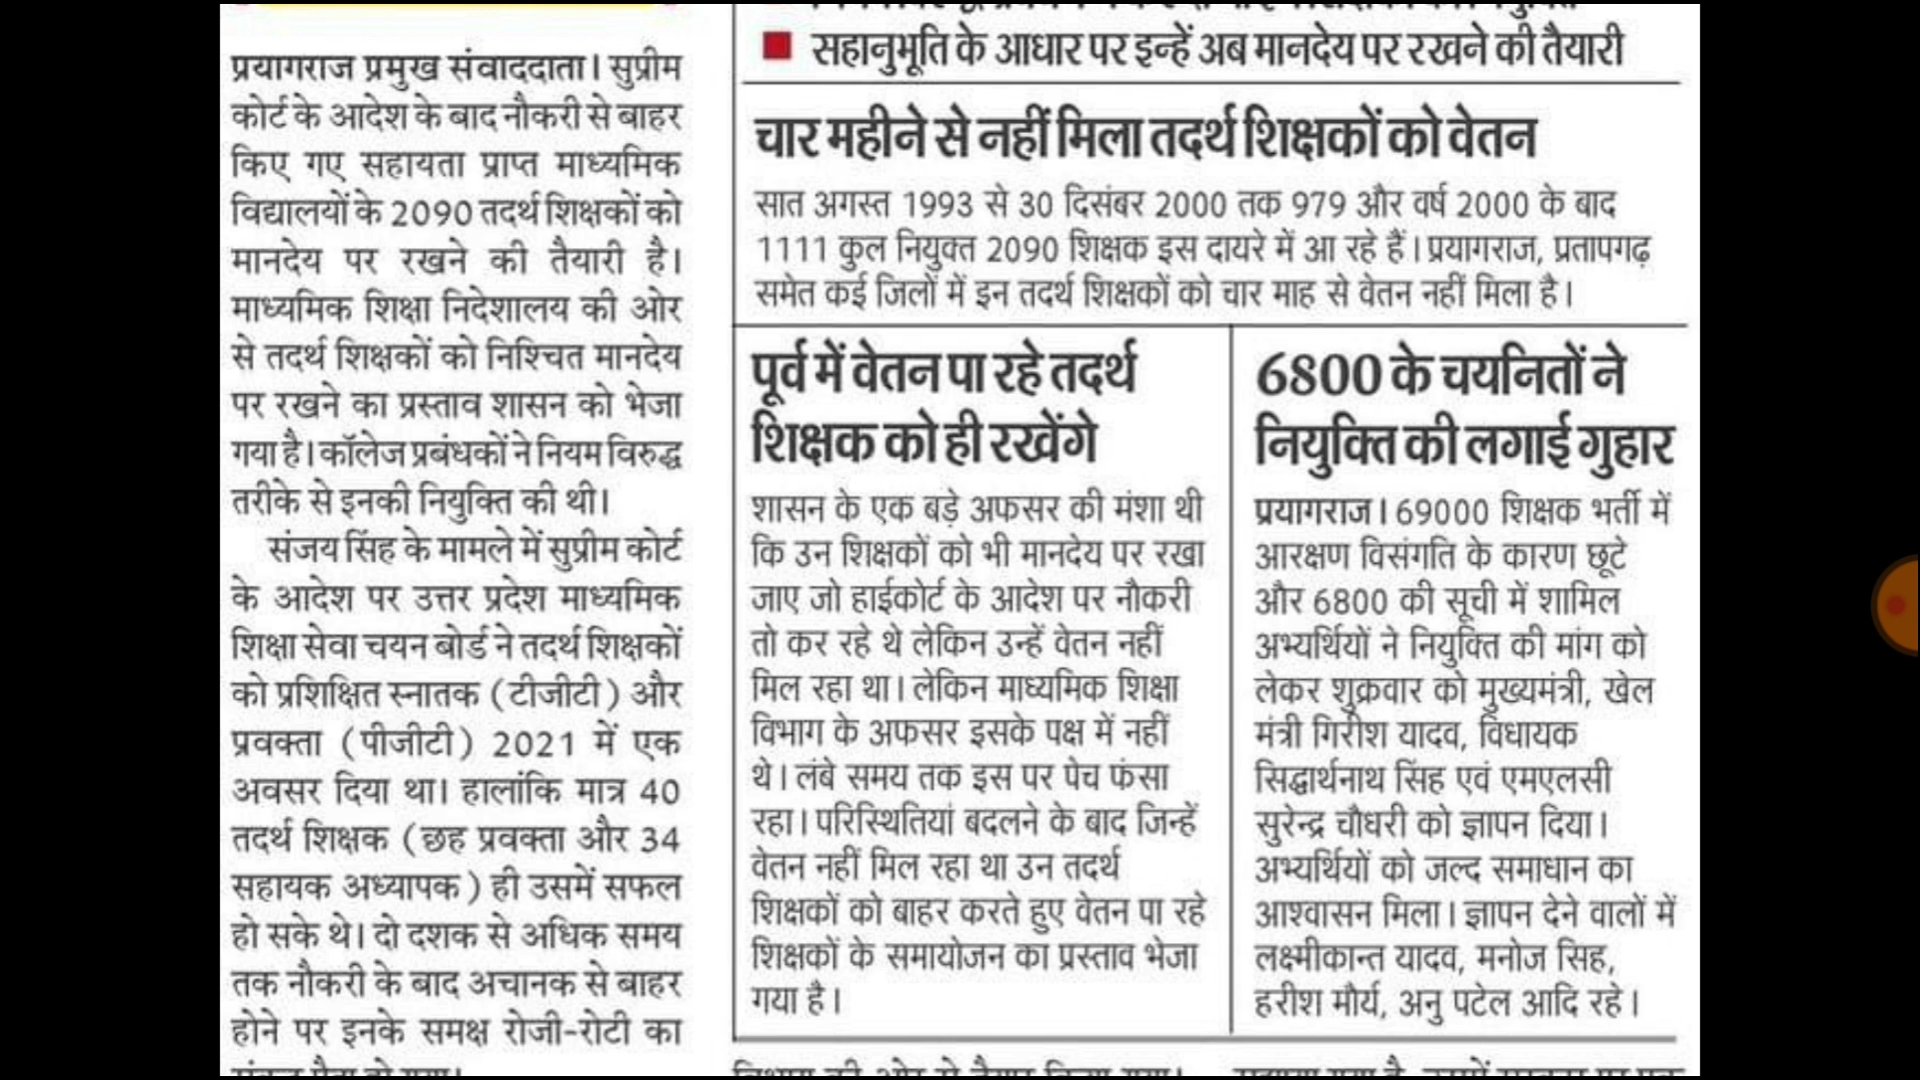 प्रयागराज प्रमुख संवाददाता। सुप्रीम
कोर्ट के आदेश के बाद नौकरी से बाहर
किए गए सहायता प्राप्त माध्यमिक
विद्यालयों के 2090 तदर्थ शिक्षकों को
मानदेय पर रखने की तैयारी है।
माध्यमिक शिक्षा निदेशालय की ओर
से तदर्थ शिक्षकों को निश्चित मानदेय
पर रखने का प्रस्ताव शासन को भेजा
गया है। कॉलेज प्रबंधकों ने नियम विरुद्ध
तरीके से इनकी नियुक्ति की थी।
संजय सिंह के मामले में सुप्रीम कोर्ट
के आदेश पर उत्तर प्रदेश माध्यमिक
शिक्षा सेवा चयन बोर्ड ने तदर्थ शिक्षकों
को प्रशिक्षित स्नातक (टीजीटी) और
प्रवक्ता (पीजीटी) 2021 में एक
अवसर दिया था। हालांकि मात्र 40
तदर्थ शिक्षक (छह प्रवक्ता और 34
सहायक अध्यापक) ही उसमें सफल
हो सके थे। दो दशक से अधिक समय
तक नौकरी के बाद अचानक से बाहर
होने पर इनके समक्ष रोजी-रोटी का
सहानुभूति के आधार पर इन्हें अब मानदेय पर रखने की तैयारी
चार महीने से नहीं मिला तदर्थ शिक्षकों को वेतन
सात अगस्त 1993 से 30 दिसंबर 2000 तक 979 और वर्ष 2000 के बाद
1111 कुल नियुक्त 2090 शिक्षक इस दायरे में आ रहे हैं। प्रयागराज, प्रतापगढ़
समेत कई जिलों में इन तदर्थ शिक्षकों को चार माह से वेतन नहीं मिला है।
पूर्व में वेतन पा रहे तदर्थ
शिक्षक को ही रखेंगे
शासन के एक बड़े अफसर की मंशा थी
कि उन शिक्षकों को भी मानदेय पर रखा
जाए जो हाईकोर्ट के आदेश पर नौकरी
तो कर रहे थे लेकिन उन्हें वेतन नहीं
मिल रहा था। लेकिन माध्यमिक शिक्षा
विभाग के अफसर इसके पक्ष में नहीं
थे। लंबे समय तक इस पर पेच फंसा
रहा। परिस्थितियां बदलने के बाद जिन्हें
वेतन नहीं मिल रहा था उन तदर्थ
शिक्षकों को बाहर करते हुए वेतन पा रहे
शिक्षकों के समायोजन का प्रस्ताव भेजा
गया है।
6800 के चयनितों ने
नियुक्ति की लगाई गुहार
प्रयागराज। 69000 शिक्षक भर्ती में
आरक्षण विसंगति के कारण छूटे
और 6800 की सूची में शामिल
अभ्यर्थियों ने नियुक्ति की मांग को
लेकर शुक्रवार को मुख्यमंत्री, खेल
मंत्री गिरीश यादव, विधायक
सिद्धार्थनाथ सिंह एवं एमएलसी
सुरेन्द्र चौधरी को ज्ञापन दिया।
अभ्यर्थियों को जल्द समाधान का
आश्वासन मिला। ज्ञापन देने वालों में
लक्ष्मीकान्त यादव, मनोज सिह,
हरीश मौर्य, अनु पटेल आदि रहे।